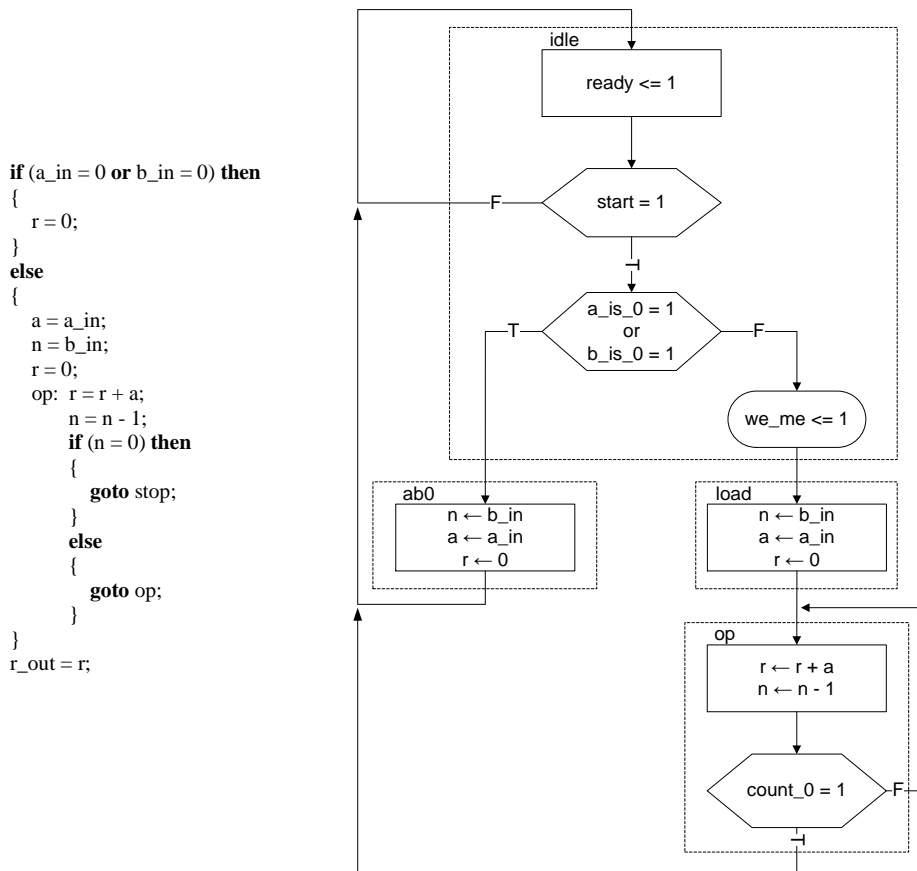 if (a_in = 0 or b_in = 0) then
{
r = 0;
}
else
{
a = a_in;
n = b_in;
r = 0;
op: r = r + a;
n = n - 1;
if (n = 0) then
{
goto stop;
}
else
{
goto op;
}
}
r_out = r;
idle
ready <= 1
start = 1
F
T
a_is_0 = 1
or
b_is_0 = 1
T
F
we_me <= 1
ab0
n ← b_in
a ← a_in
r ← 0
load
n ← b_in
a ← a_in
r ← 0
op
r ← r + a
n ← n - 1
count_0 = 1
F
T